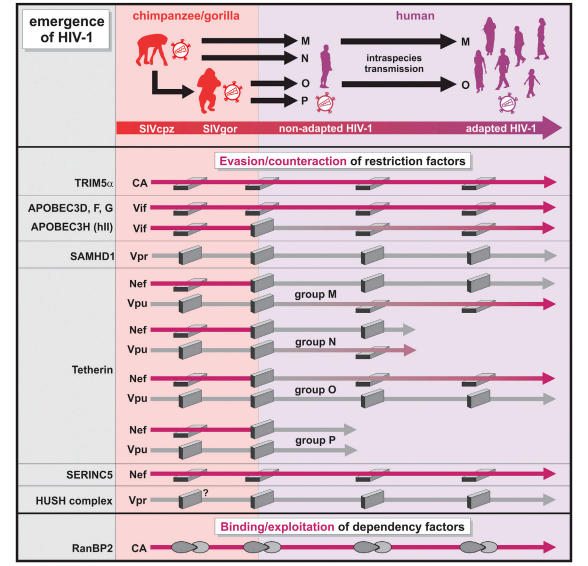 emergence
of HIV-1
chimpanzee/gorilla
human
M
N
O
P
intraspecies
transmission
M
O
SIVcpz
SIVgor
non-adapted HIV-1
adapted HIV-1
Evasion/counteraction of restriction factors
TRIM5α CA
APOBEC3D, F, G Vif
APOBEC3H (hII) Vif
SAMHD1 Vpr
Tetherin
Nef
group M
Vpu
Nef
group N
Vpu
Nef
group O
Vpu
Nef
group P
Vpu
SERINC5 Nef
HUSH complex Vpr ?
Binding/exploitation of dependency factors
RanBP2 CA